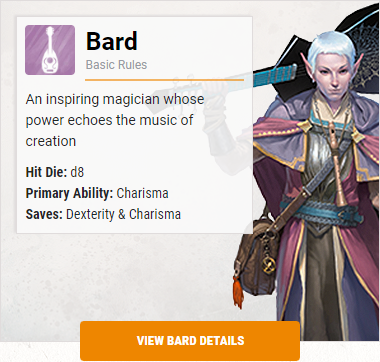 Bard
Basic Rules
An inspiring magician whose
power echoes the music of
creation
Hit Die: d8
Primary Ability: Charisma
Saves: Dexterity & Charisma
VIEW BARD DETAILS